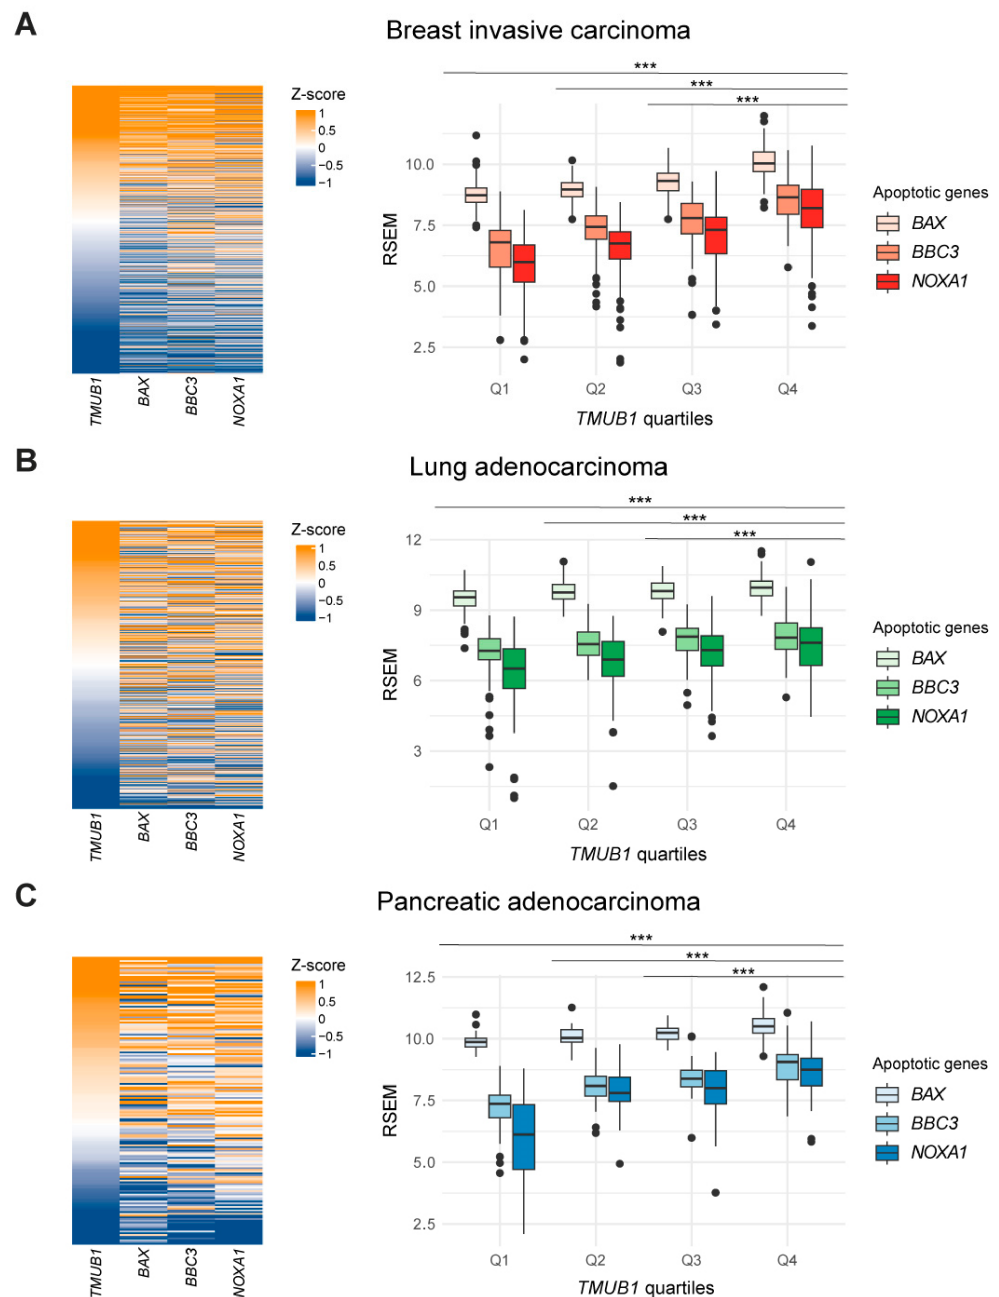 A
Breast invasive carcinoma
Z-score
1
0.5
0
−0.5
−1
TMUB1
BAX
BBC3
NOXA1
***
***
***
RSEM
10.0
7.5
5.0
2.5
Q1
Q2
Q3
Q4
TMUB1 quartiles
Apoptotic genes
BAX
BBC3
NOXA1
B
Lung adenocarcinoma
Z-score
1
0.5
0
−0.5
−1
TMUB1
BAX
BBC3
NOXA1
***
***
***
RSEM
12
9
6
3
Q1
Q2
Q3
Q4
TMUB1 quartiles
Apoptotic genes
BAX
BBC3
NOXA1
C
Pancreatic adenocarcinoma
Z-score
1
0.5
0
−0.5
−1
TMUB1
BAX
BBC3
NOXA1
***
***
***
RSEM
12.5
10.0
7.5
5.0
2.5
Q1
Q2
Q3
Q4
TMUB1 quartiles
Apoptotic genes
BAX
BBC3
NOXA1